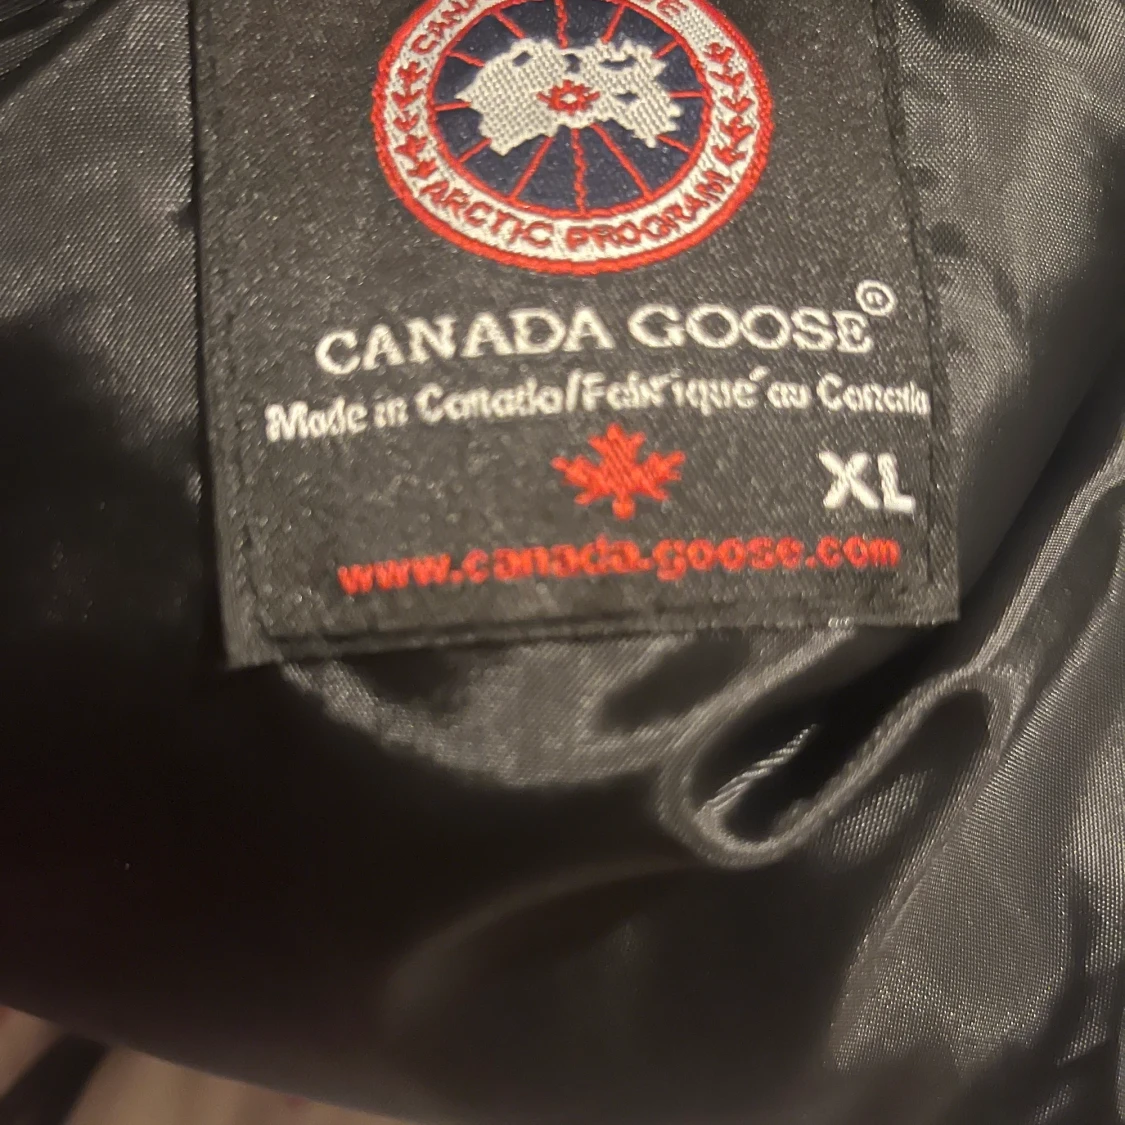 ARCTIC PROGRAM
CANADA GOOSE®
Made in Canada/Fabriqué au Canada
XL
www.canada-goose.com